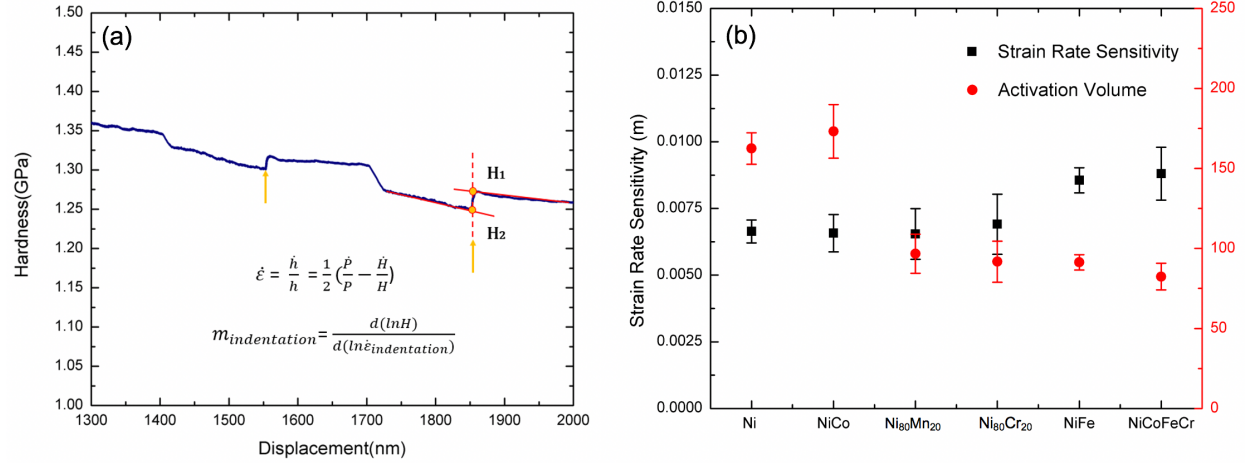 (a)
1.50
1.45
1.40
1.35
1.30
1.25
1.20
1.15
1.10
1.05
1.00
Hardness(GPa)
H₁
H₂
ε̇ = ḣ/h = 1/2 (Ṗ/P − Ḣ/H)
m_indentation = d(lnH)/d(lnε̇_indentation)
1300 1400 1500 1600 1700 1800 1900 2000
Displacement(nm)
(b)
0.0150
0.0125
0.0100
0.0075
0.0050
0.0025
0.0000
Strain Rate Sensitivity (m)
Strain Rate Sensitivity
Activation Volume
250
200
150
100
50
0
Ni NiCo Ni₈₀Mn₂₀ Ni₈₀Cr₂₀ NiFe NiCoFeCr